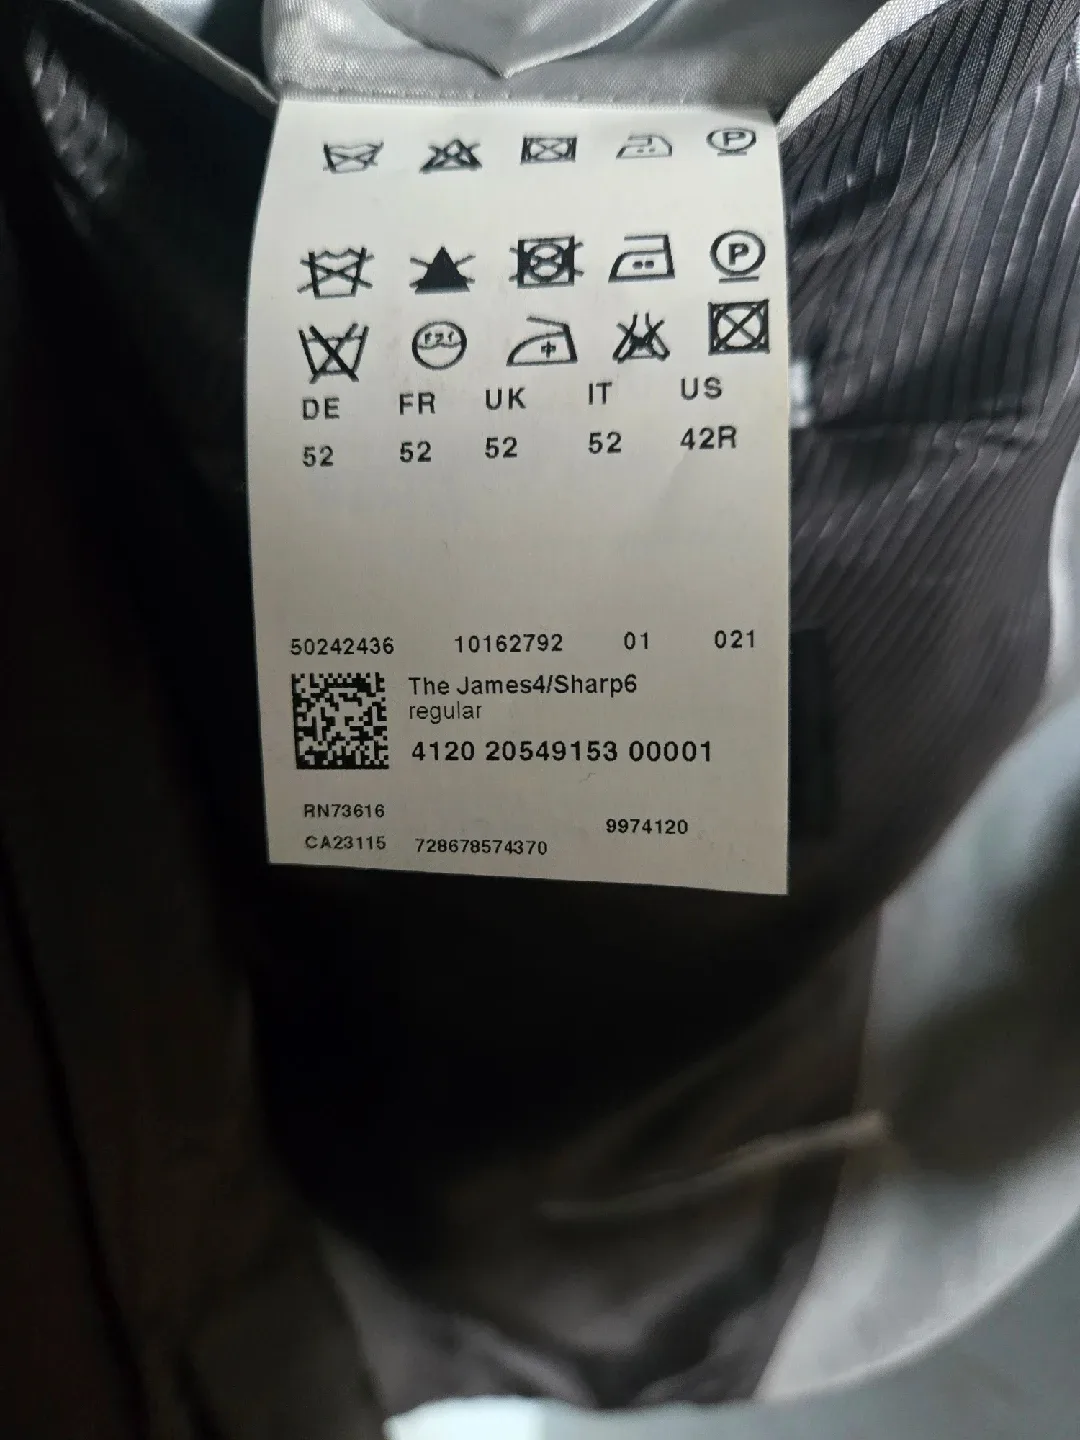 P
P
DE FR UK IT US
52 52 52 52 42R
50242436 10162792 01 021
The James4/Sharp6
regular
4120 20549153 00001
RN73616
9974120
CA23115 728678574370